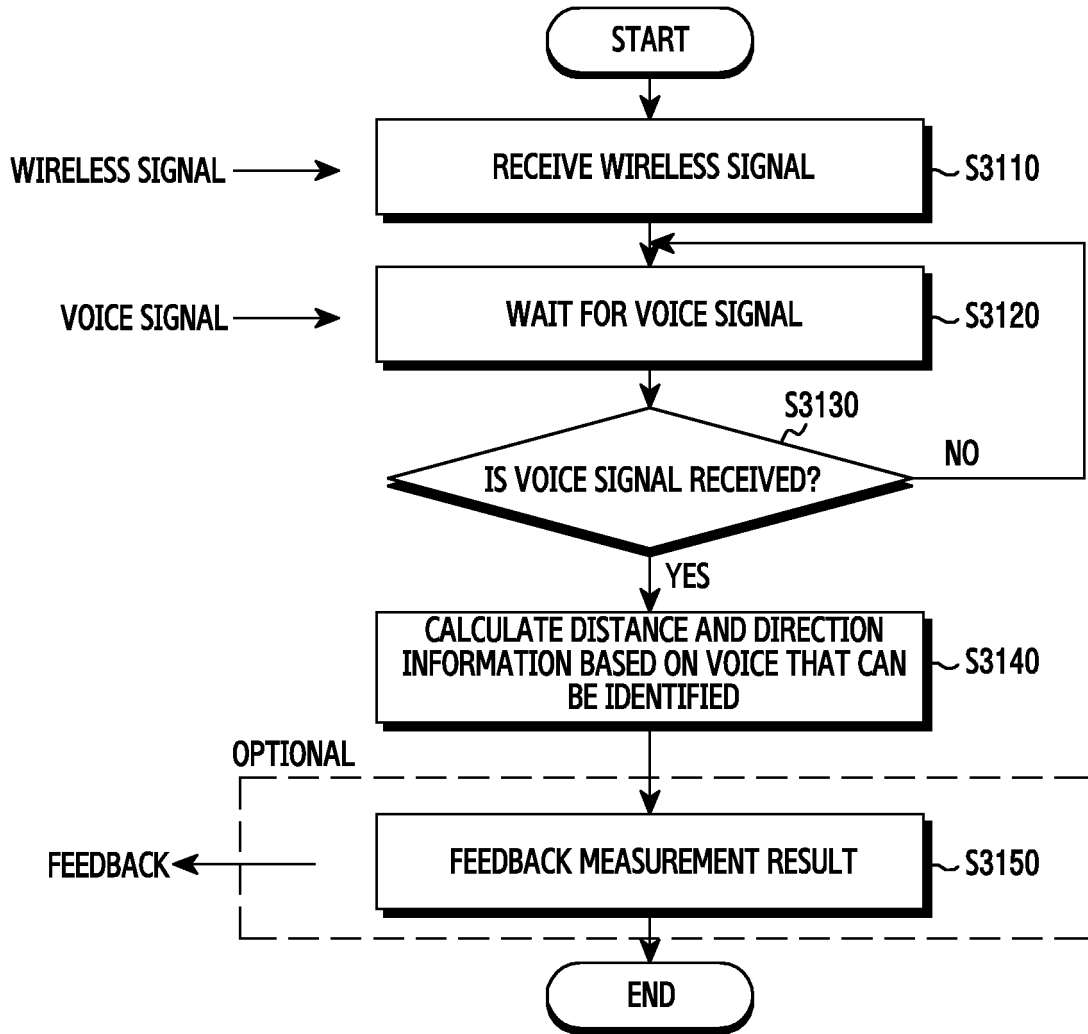 START
WIRELESS SIGNAL
RECEIVE WIRELESS SIGNAL
S3110
VOICE SIGNAL
WAIT FOR VOICE SIGNAL
S3120
S3130
IS VOICE SIGNAL RECEIVED?
NO
YES
CALCULATE DISTANCE AND DIRECTION
INFORMATION BASED ON VOICE THAT CAN
BE IDENTIFIED
S3140
OPTIONAL
FEEDBACK
FEEDBACK MEASUREMENT RESULT
S3150
END